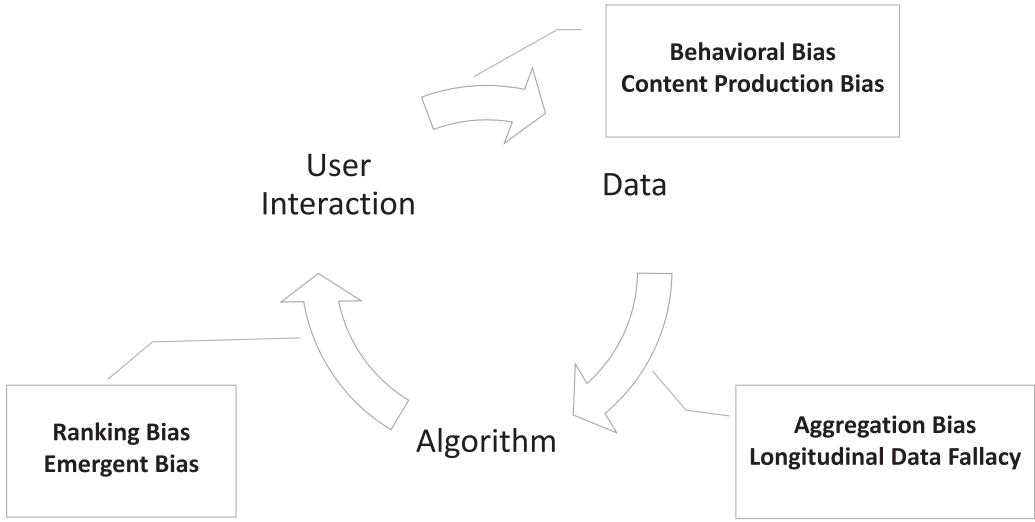 Behavioral Bias
Content Production Bias
User
Interaction
Data
Ranking Bias
Emergent Bias
Algorithm
Aggregation Bias
Longitudinal Data Fallacy